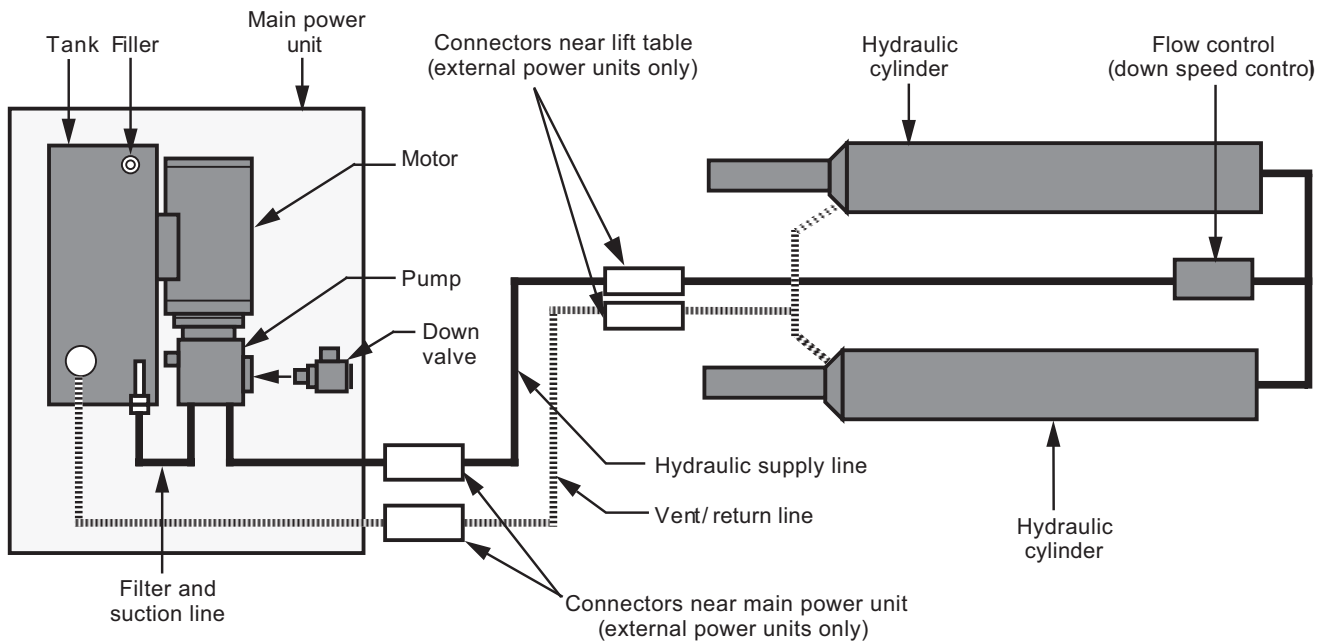 Main power
unit
Tank
Filler
Connectors near lift table
(external power units only)
Hydraulic
cylinder
Flow control
(down speed control)
Motor
Pump
Down
valve
Hydraulic supply line
Vent/return line
Hydraulic
cylinder
Filter and
suction line
Connectors near main power unit
(external power units only)